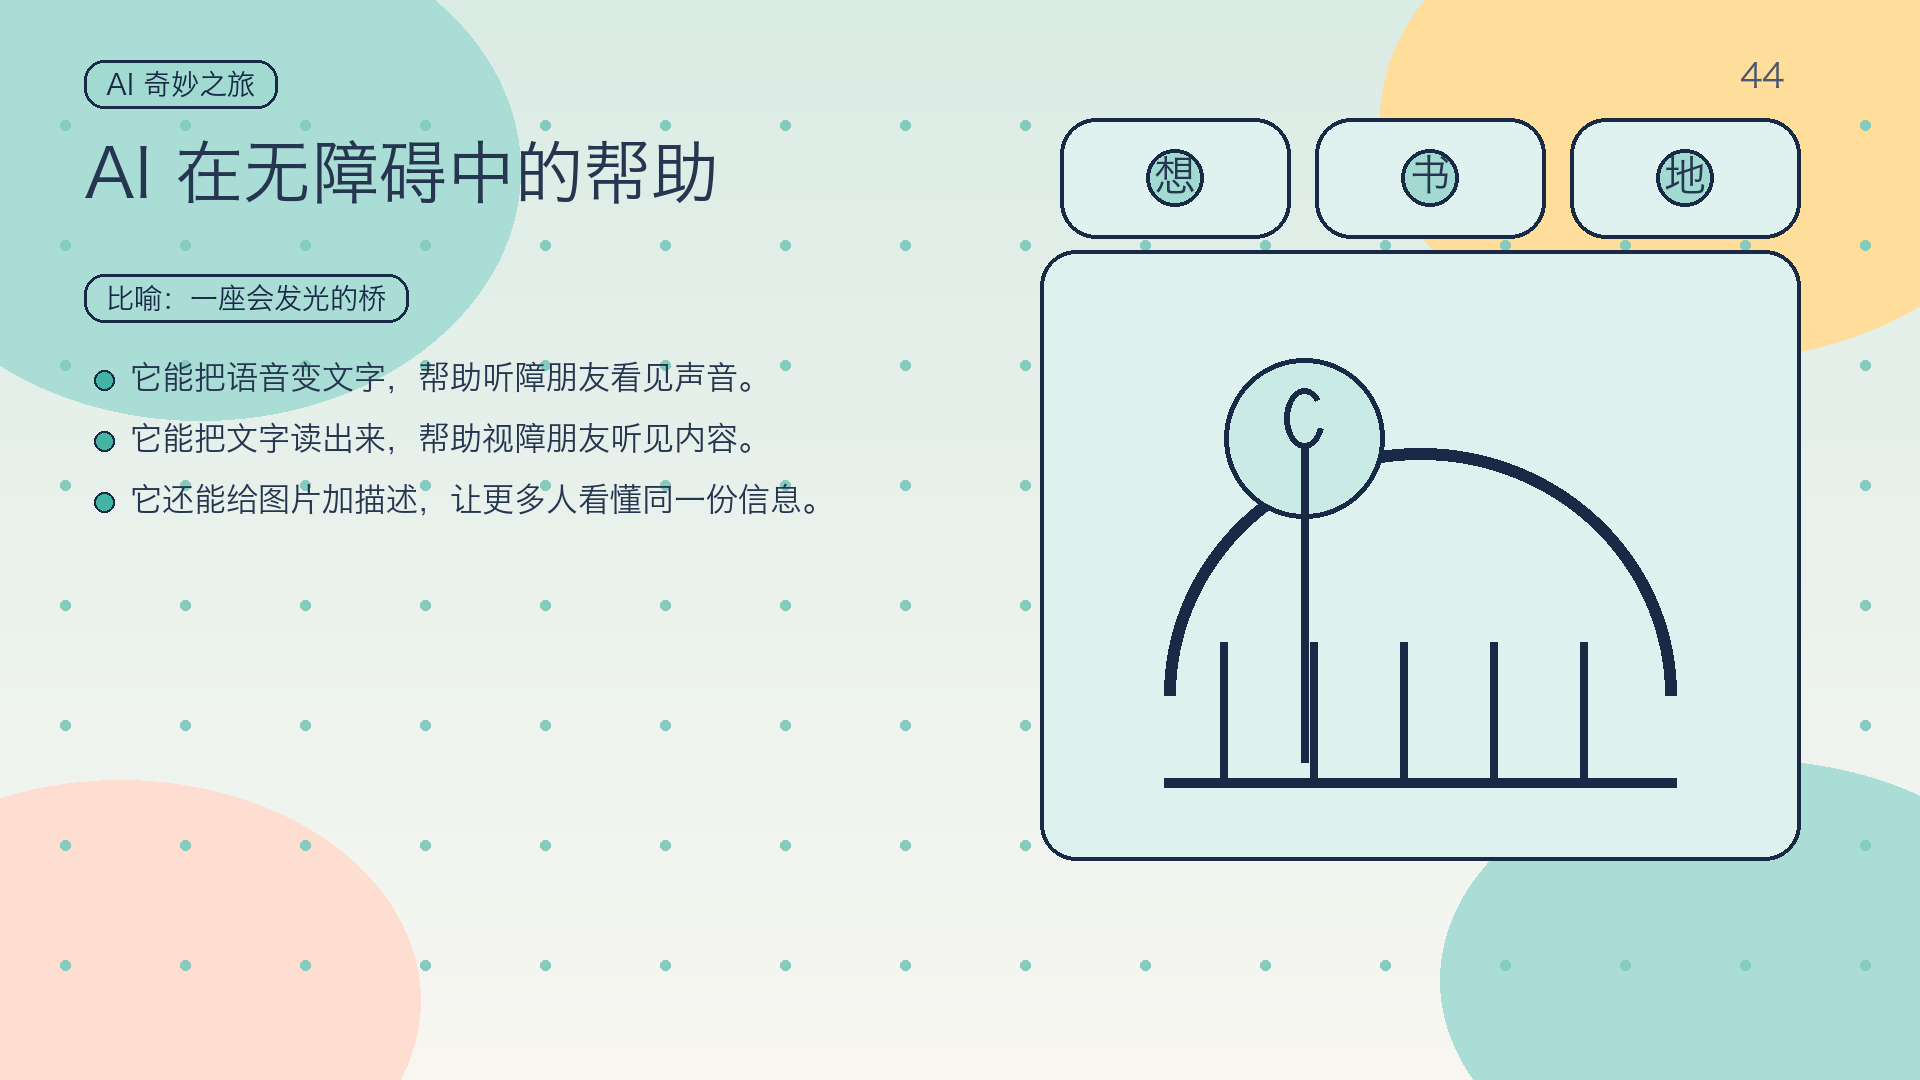 AI 奇妙之旅
44
AI 在无障碍中的帮助
想
书
地
比喻：一座会发光的桥
它能把语音变文字，帮助听障朋友看见声音。
它能把文字读出来，帮助视障朋友听见内容。
它还能给图片加描述，让更多人看懂同一份信息。